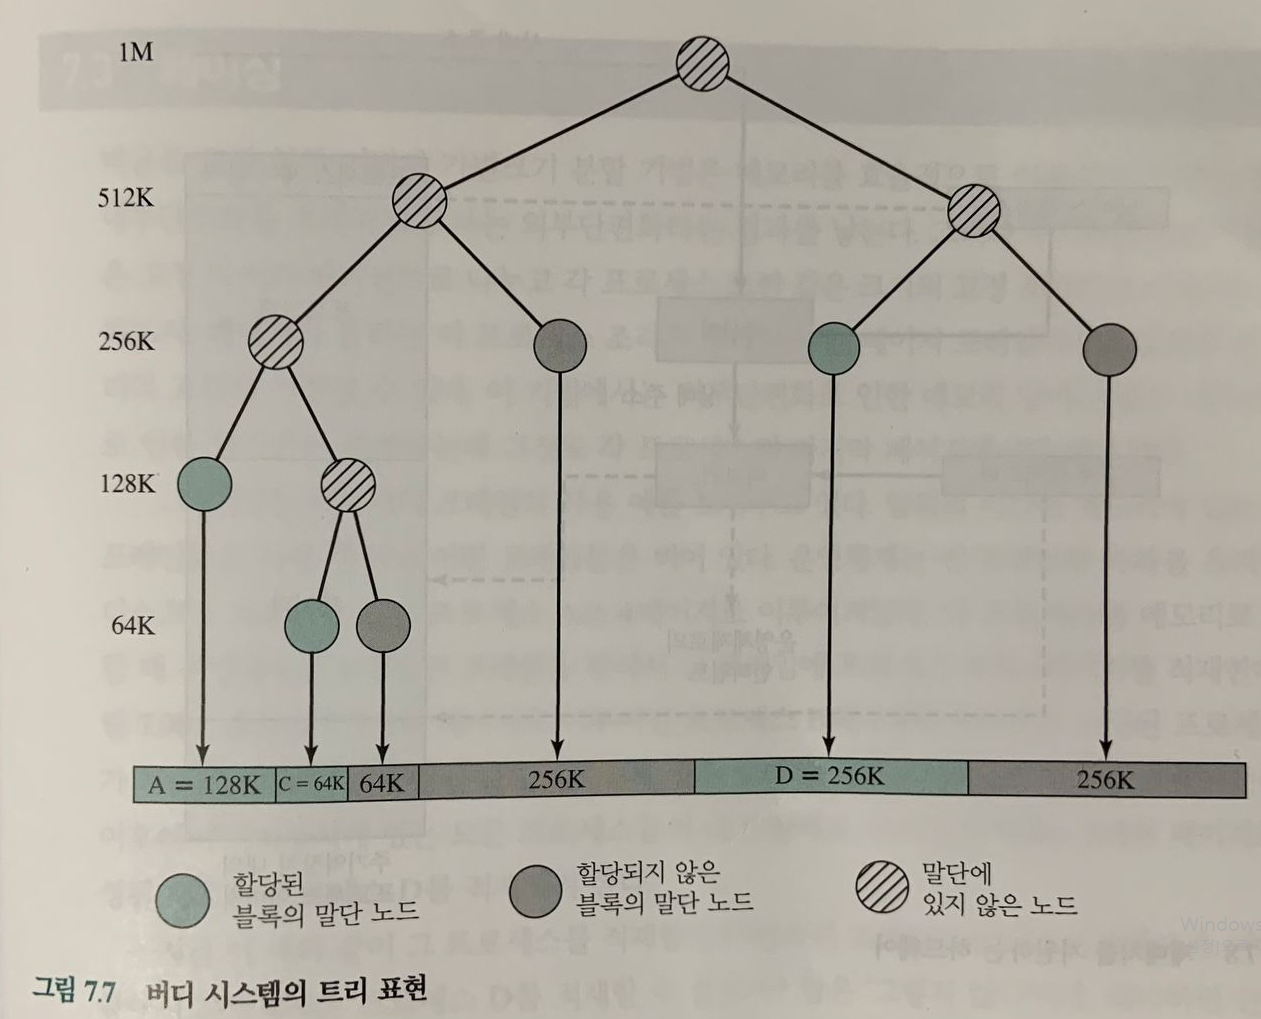 1M
512K
256K
128K
64K
A = 128K C = 64K 64K 256K D = 256K 256K
할당된
블록의 말단 노드
할당되지 않은
블록의 말단 노드
말단에
있지 않은 노드
Windows
그림 7.7 버디 시스템의 트리 표현